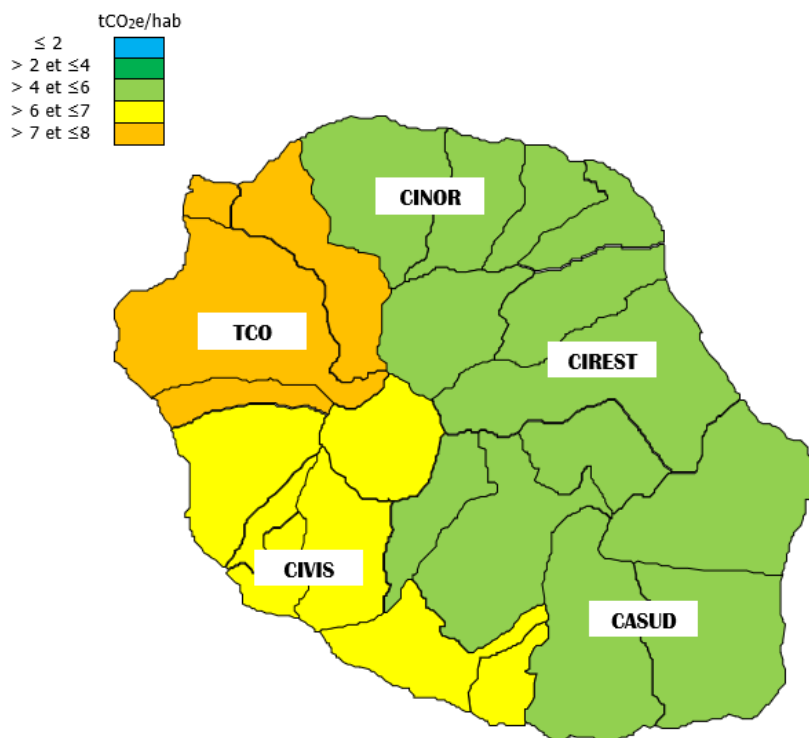 tCO₂e/hab
≤ 2
> 2 et ≤4
> 4 et ≤6
> 6 et ≤7
> 7 et ≤8
CINOR
TCO
CIREST
CIVIS
CASUD